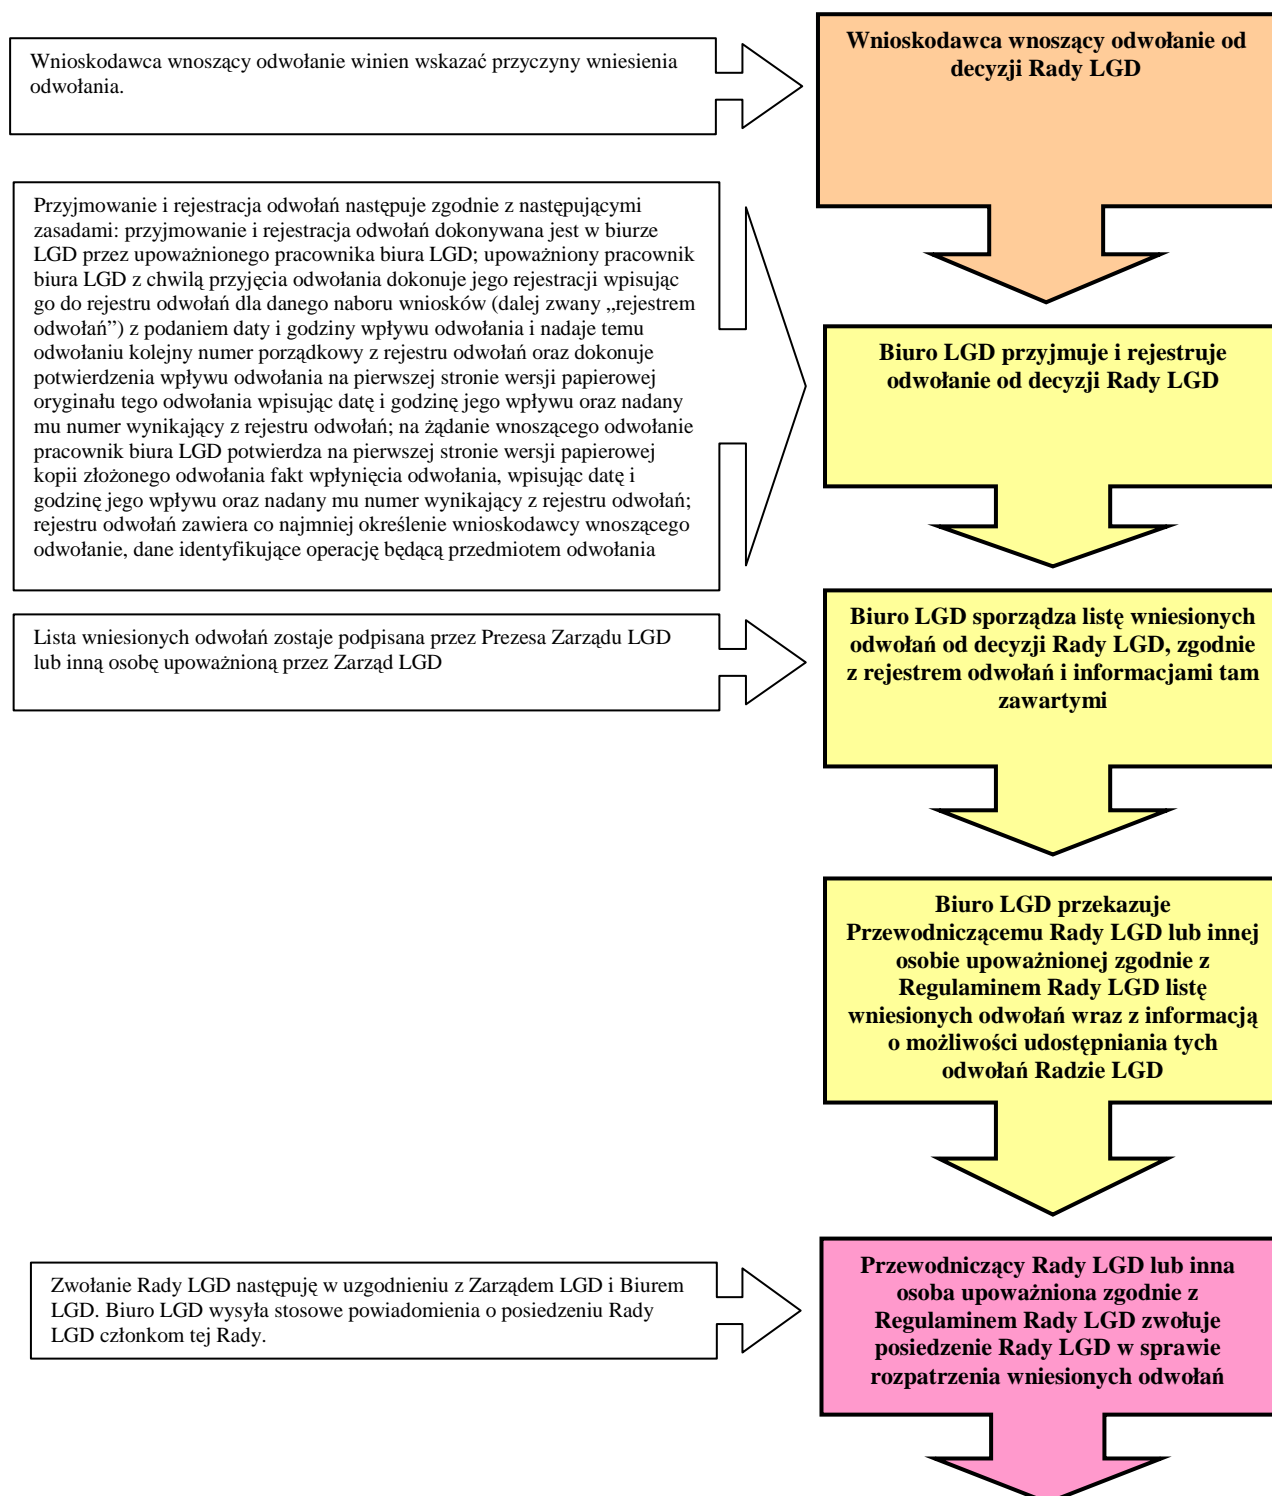 Wnioskodawca wnoszący odwołanie winien wskazać przyczyny wniesienia
odwołania.
Wnioskodawca wnoszący odwołanie od
decyzji Rady LGD
Przyjmowanie i rejestracja odwołań następuje zgodnie z następującymi
zasadami: przyjmowanie i rejestracja odwołań dokonywana jest w biurze
LGD przez upoważnionego pracownika biura LGD; upoważniony pracownik
biura LGD z chwilą przyjęcia odwołania dokonuje jego rejestracji wpisując
go do rejestru odwołań dla danego naboru wniosków (dalej zwany „rejestrem
odwołań”) z podaniem daty i godziny wpływu odwołania i nadaje temu
odwołaniu kolejny numer porządkowy z rejestru odwołań oraz dokonuje
potwierdzenia wpływu odwołania na pierwszej stronie wersji papierowej
oryginału tego odwołania wpisując datę i godzinę jego wpływu oraz nadany
mu numer wynikający z rejestru odwołań; na żądanie wnoszącego odwołanie
pracownik biura LGD potwierdza na pierwszej stronie wersji papierowej
kopii złożonego odwołania fakt wpłynięcia odwołania, wpisując datę i
godzinę jego wpływu oraz nadany mu numer wynikający z rejestru odwołań;
rejestru odwołań zawiera co najmniej określenie wnioskodawcy wnoszącego
odwołanie, dane identyfikujące operację będącą przedmiotem odwołania
Biuro LGD przyjmuje i rejestruje
odwołanie od decyzji Rady LGD
Lista wniesionych odwołań zostaje podpisana przez Prezesa Zarządu LGD
lub inną osobę upoważnioną przez Zarząd LGD
Biuro LGD sporządza listę wniesionych
odwołań od decyzji Rady LGD, zgodnie
z rejestrem odwołań i informacjami tam
zawartymi
Biuro LGD przekazuje
Przewodniczącemu Rady LGD lub innej
osobie upoważnionej zgodnie z
Regulaminem Rady LGD listę
wniesionych odwołań wraz z informacją
o możliwości udostępniania tych
odwołań Radzie LGD
Zwołanie Rady LGD następuję w uzgodnieniu z Zarządem LGD i Biurem
LGD. Biuro LGD wysyła stosowe powiadomienia o posiedzeniu Rady
LGD członkom tej Rady.
Przewodniczący Rady LGD lub inna
osoba upoważniona zgodnie z
Regulaminem Rady LGD zwołuje
posiedzenie Rady LGD w sprawie
rozpatrzenia wniesionych odwołań